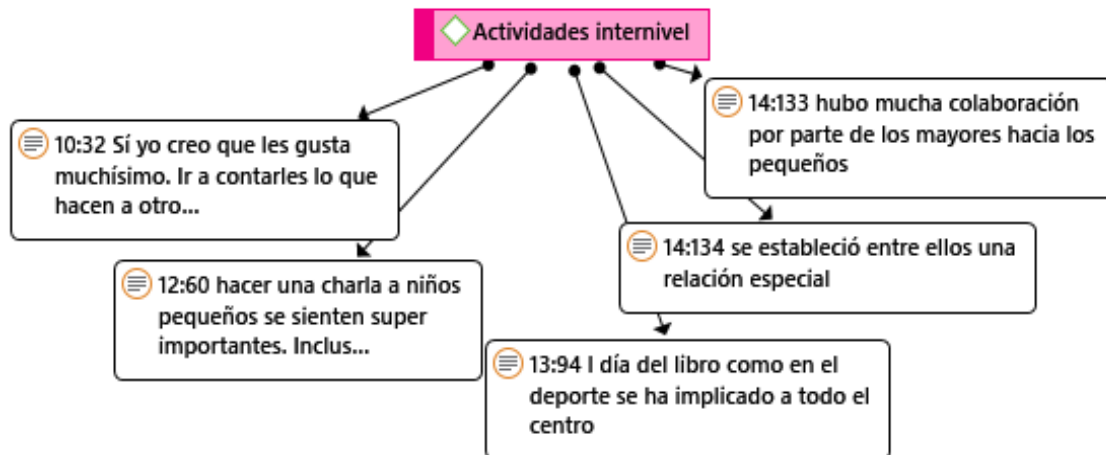 Actividades internivel
10:32 Sí yo creo que les gusta
muchísimo. Ir a contarles lo que
hacen a otro...
12:60 hacer una charla a niños
pequeños se sienten super
importantes. Inclus...
13:94 l día del libro como en el
deporte se ha implicado a todo el
centro
14:134 se estableció entre ellos una
relación especial
14:133 hubo mucha colaboración
por parte de los mayores hacia los
pequeños